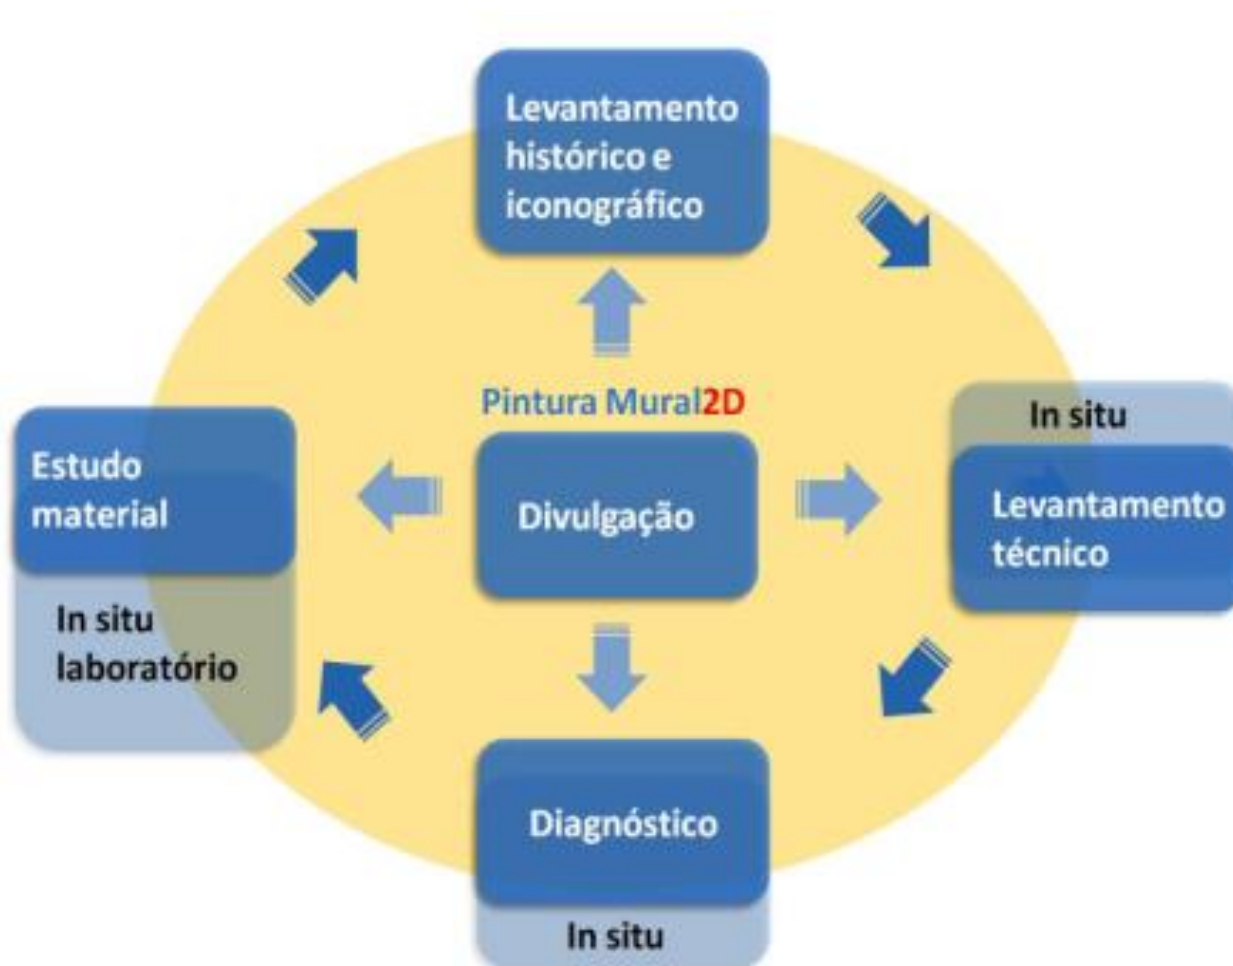 Levantamento
histórico e
iconográfico
Pintura Mural2D
In situ
Estudo
material
Divulgação
Levantamento
técnico
In situ
laboratório
Diagnóstico
In situ